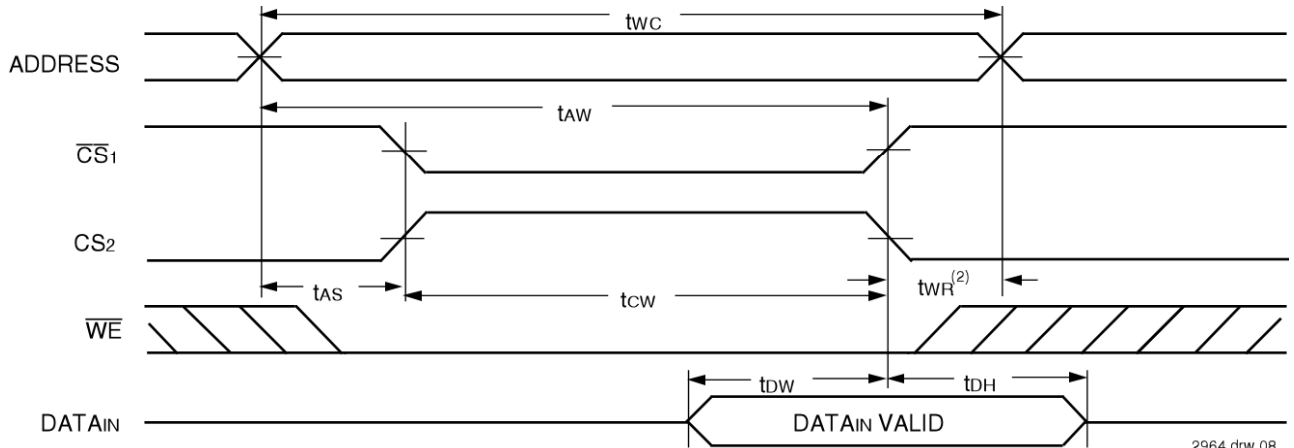 tWC
ADDRESS
tAW
CS1
CS2
tAS
tCW
tWR(2)
WE
tDW
tDH
DATAIN
DATAIN VALID
2964 drw 08